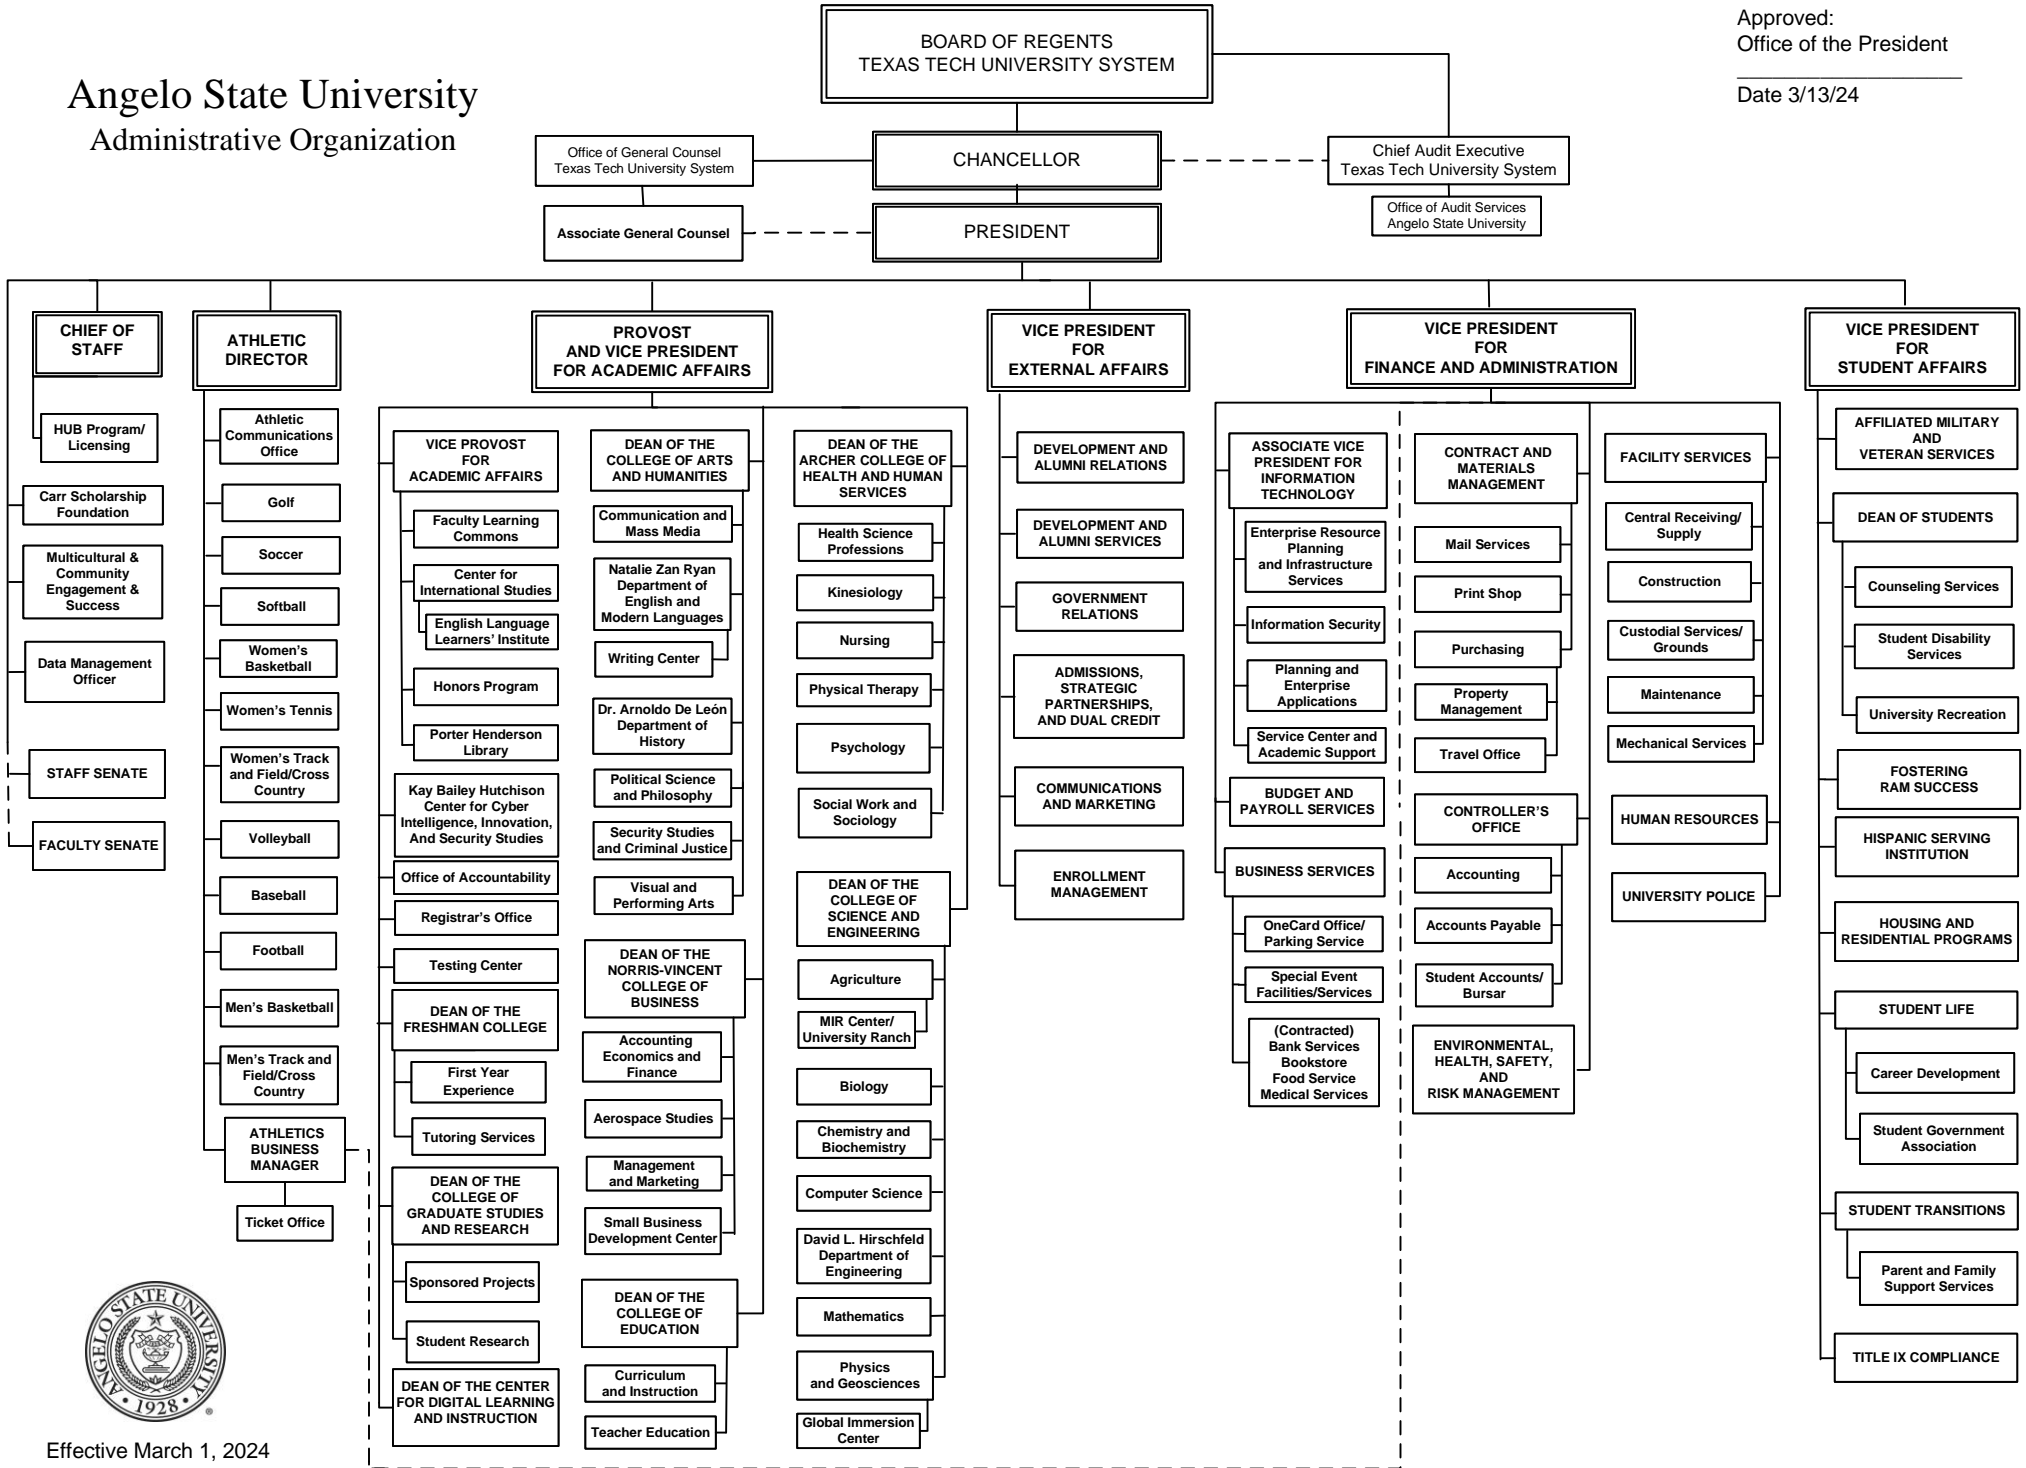 Angelo State University
Administrative Organization
Approved:
Office of the President
Date 3/13/24
BOARD OF REGENTS
TEXAS TECH UNIVERSITY SYSTEM
Office of General Counsel
Texas Tech University System
CHANCELLOR
Chief Audit Executive
Texas Tech University System
Associate General Counsel
PRESIDENT
Office of Audit Services
Angelo State University
CHIEF OF
STAFF
HUB Program/
Licensing
Carr Scholarship
Foundation
Multicultural &
Community
Engagement &
Success
Data Management
Officer
STAFF SENATE
FACULTY SENATE
ATHLETIC
DIRECTOR
Athletic
Communications
Office
Golf
Soccer
Softball
Women's
Basketball
Women's Tennis
Women's Track
and Field/Cross
Country
Volleyball
Baseball
Football
Men's Basketball
Men's Track and
Field/Cross
Country
ATHLETICS
BUSINESS
MANAGER
Ticket Office
PROVOST
AND VICE PRESIDENT
FOR ACADEMIC AFFAIRS
VICE PROVOST
FOR
ACADEMIC AFFAIRS
Faculty Learning
Commons
Center for
International Studies
English Language
Learners' Institute
Honors Program
Porter Henderson
Library
Kay Bailey Hutchison
Center for Cyber
Intelligence, Innovation,
And Security Studies
Office of Accountability
Registrar's Office
Testing Center
DEAN OF THE
FRESHMAN COLLEGE
First Year
Experience
Tutoring Services
DEAN OF THE
COLLEGE OF
GRADUATE STUDIES
AND RESEARCH
Sponsored Projects
Student Research
DEAN OF THE CENTER
FOR DIGITAL LEARNING
AND INSTRUCTION
DEAN OF THE
COLLEGE OF ARTS
AND HUMANITIES
Communication and
Mass Media
Natalie Zan Ryan
Department of
English and
Modern Languages
Writing Center
Dr. Arnoldo De León
Department of
History
Political Science
and Philosophy
Security Studies
and Criminal Justice
Visual and
Performing Arts
DEAN OF THE
NORRIS-VINCENT
COLLEGE OF
BUSINESS
Accounting
Economics and
Finance
Aerospace Studies
Management
and Marketing
Small Business
Development Center
DEAN OF THE
COLLEGE OF
EDUCATION
Curriculum
and Instruction
Teacher Education
DEAN OF THE
ARCHER COLLEGE OF
HEALTH AND HUMAN
SERVICES
Health Science
Professions
Kinesiology
Nursing
Physical Therapy
Psychology
Social Work and
Sociology
DEAN OF THE
COLLEGE OF
SCIENCE AND
ENGINEERING
Agriculture
MIR Center/
University Ranch
Biology
Chemistry and
Biochemistry
Computer Science
David L. Hirschfeld
Department of
Engineering
Mathematics
Physics
and Geosciences
Global Immersion
Center
VICE PRESIDENT
FOR
EXTERNAL AFFAIRS
DEVELOPMENT AND
ALUMNI RELATIONS
DEVELOPMENT AND
ALUMNI SERVICES
GOVERNMENT
RELATIONS
ADMISSIONS,
STRATEGIC
PARTNERSHIPS,
AND DUAL CREDIT
COMMUNICATIONS
AND MARKETING
ENROLLMENT
MANAGEMENT
VICE PRESIDENT
FOR
FINANCE AND ADMINISTRATION
ASSOCIATE VICE
PRESIDENT FOR
INFORMATION
TECHNOLOGY
Enterprise Resource
Planning
and Infrastructure
Services
Information Security
Planning and
Enterprise
Applications
Service Center and
Academic Support
BUDGET AND
PAYROLL SERVICES
BUSINESS SERVICES
OneCard Office/
Parking Service
Special Event
Facilities/Services
(Contracted)
Bank Services
Bookstore
Food Service
Medical Services
CONTRACT AND
MATERIALS
MANAGEMENT
Mail Services
Print Shop
Purchasing
Property
Management
Travel Office
CONTROLLER'S
OFFICE
Accounting
Accounts Payable
Student Accounts/
Bursar
ENVIRONMENTAL,
HEALTH, SAFETY,
AND
RISK MANAGEMENT
FACILITY SERVICES
Central Receiving/
Supply
Construction
Custodial Services/
Grounds
Maintenance
Mechanical Services
HUMAN RESOURCES
UNIVERSITY POLICE
VICE PRESIDENT
FOR
STUDENT AFFAIRS
AFFILIATED MILITARY
AND
VETERAN SERVICES
DEAN OF STUDENTS
Counseling Services
Student Disability
Services
University Recreation
FOSTERING
RAM SUCCESS
HISPANIC SERVING
INSTITUTION
HOUSING AND
RESIDENTIAL PROGRAMS
STUDENT LIFE
Career Development
Student Government
Association
STUDENT TRANSITIONS
Parent and Family
Support Services
TITLE IX COMPLIANCE
ANGELO STATE UNIVERSITY
• 1928 •
®
Effective March 1, 2024